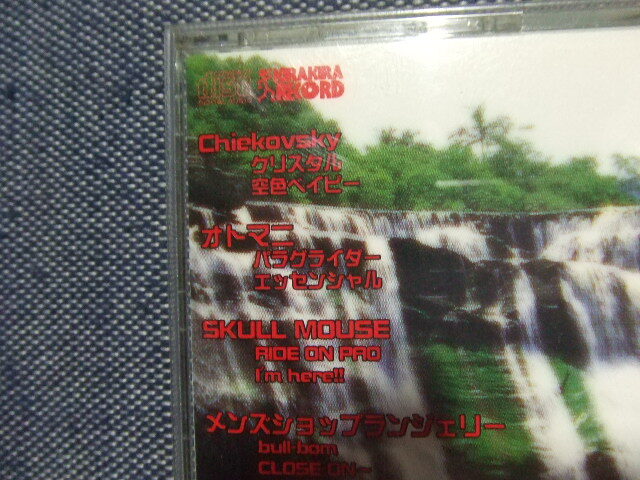 KIRAKIRA
RECORD
Chiekovsky
クリスタル
空色ベイビー
オトマニ
パラグライダー
エッセンシャル
SKULL MOUSE
RIDE ON PRO
I'm here!!
メンズショップランジェリー
bull-bom
CLOSE ON~